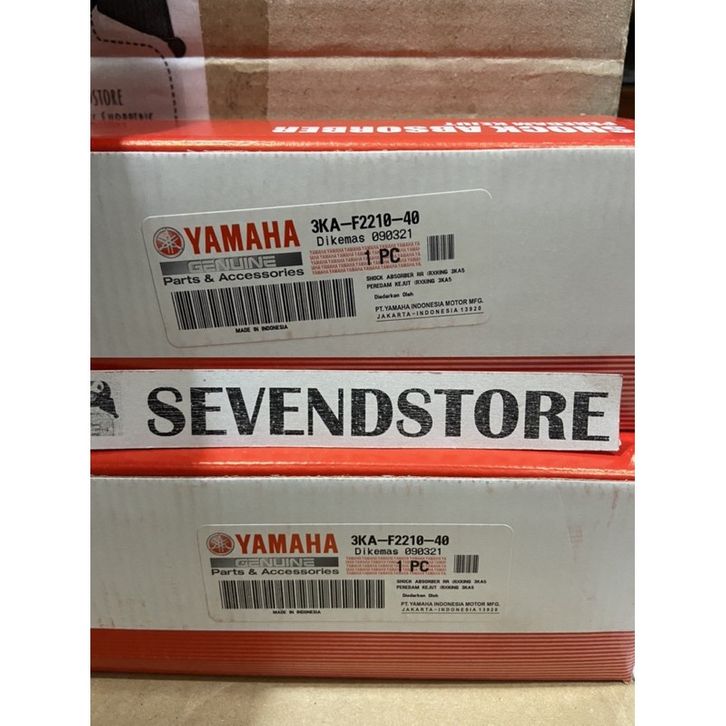 DSTORE
SHOCK ABSORBER
PEREDAM KEJUT
YAMAHA
GENUINE
Parts & Accessories
MADE IN INDONESIA
3KA-F2210-40
Dikemas 090321
1 PC
SHOCK ABSORBER RR (RXKING 3KA5
PEREDAM KEJUT (RXKING 3KA5
Diedarkan Oleh
PT. YAMAHA INDONESIA MOTOR MFG.
JAKARTA-INDONESIA 13920
SEVENDSTORE
YAMAHA
GENUINE
Parts & Accessories
MADE IN INDONESIA
3KA-F2210-40
Dikemas 090321
1 PC
SHOCK ABSORBER RR (RXKING 3KA5
PEREDAM KEJUT (RXKING 3KA5
Diedarkan Oleh
PT. YAMAHA INDONESIA MOTOR MFG.
JAKARTA-INDONESIA 13920